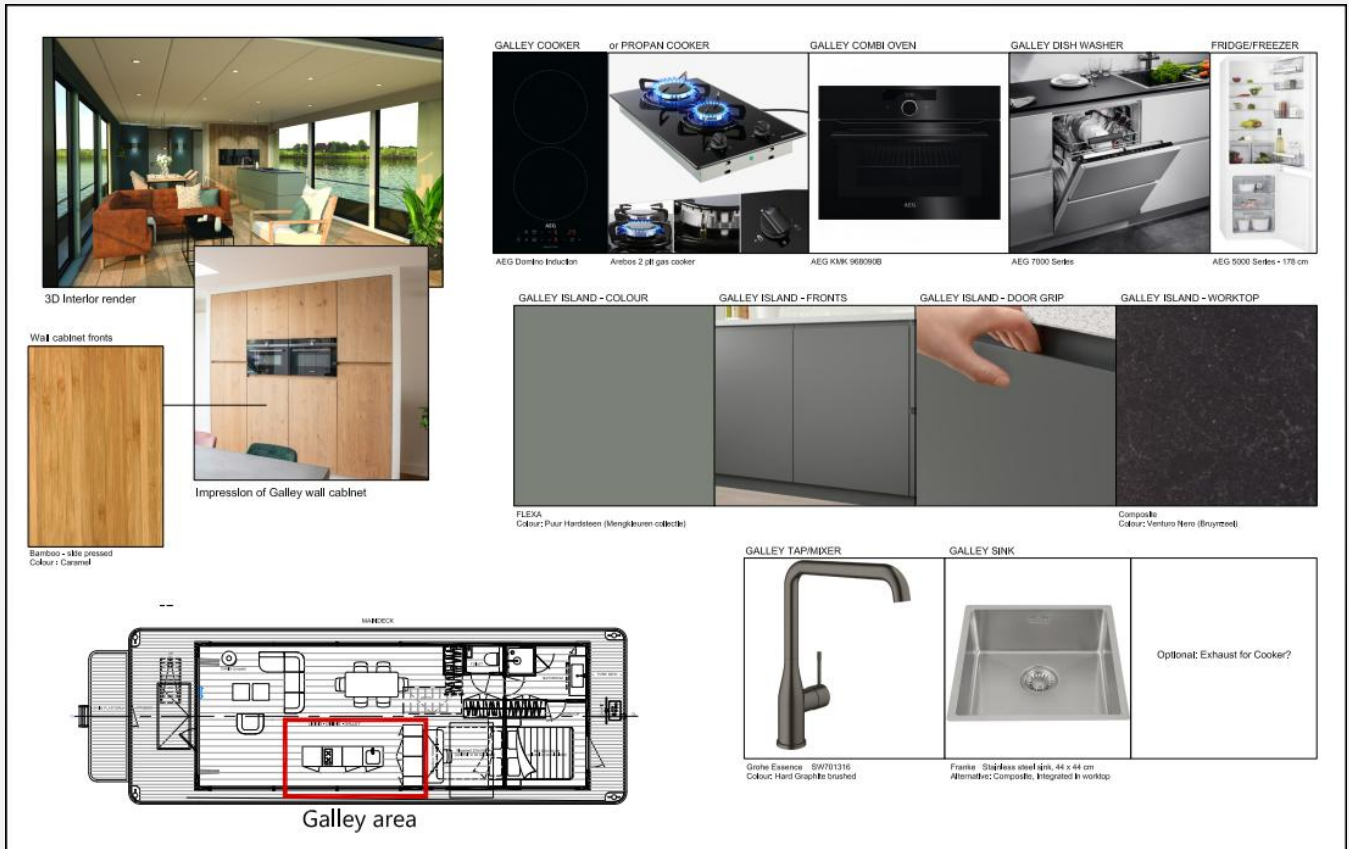 GALLEY COOKER
or PROPAN COOKER
GALLEY COMBI OVEN
GALLEY DISH WASHER
FRIDGE/FREEZER
AEG
AEG
AEG Domino Induction
Arebos 2 pit gas cooker
AEG KMK 968090B
AEG 7000 Series
AEG 5000 Series - 178 cm
3D Interior render
Wall cabinet fronts
Impression of Galley wall cabinet
Bamboo - side pressed
Colour : Caramel
GALLEY ISLAND - COLOUR
GALLEY ISLAND - FRONTS
GALLEY ISLAND - DOOR GRIP
GALLEY ISLAND - WORKTOP
FLEXA
Colour: Puur Hardsteen (Mengkleuren collectie)
Composite
Colour: Venturo Nero (Bruynzeel)
GALLEY TAP/MIXER
GALLEY SINK
Optional: Exhaust for Cooker?
Grohe Essence SW701316
Colour: Hard Graphite brushed
Franke Stainless steel sink, 44 x 44 cm
Alternative: Composite, Integrated in worktop
MAINDECK
Galley area